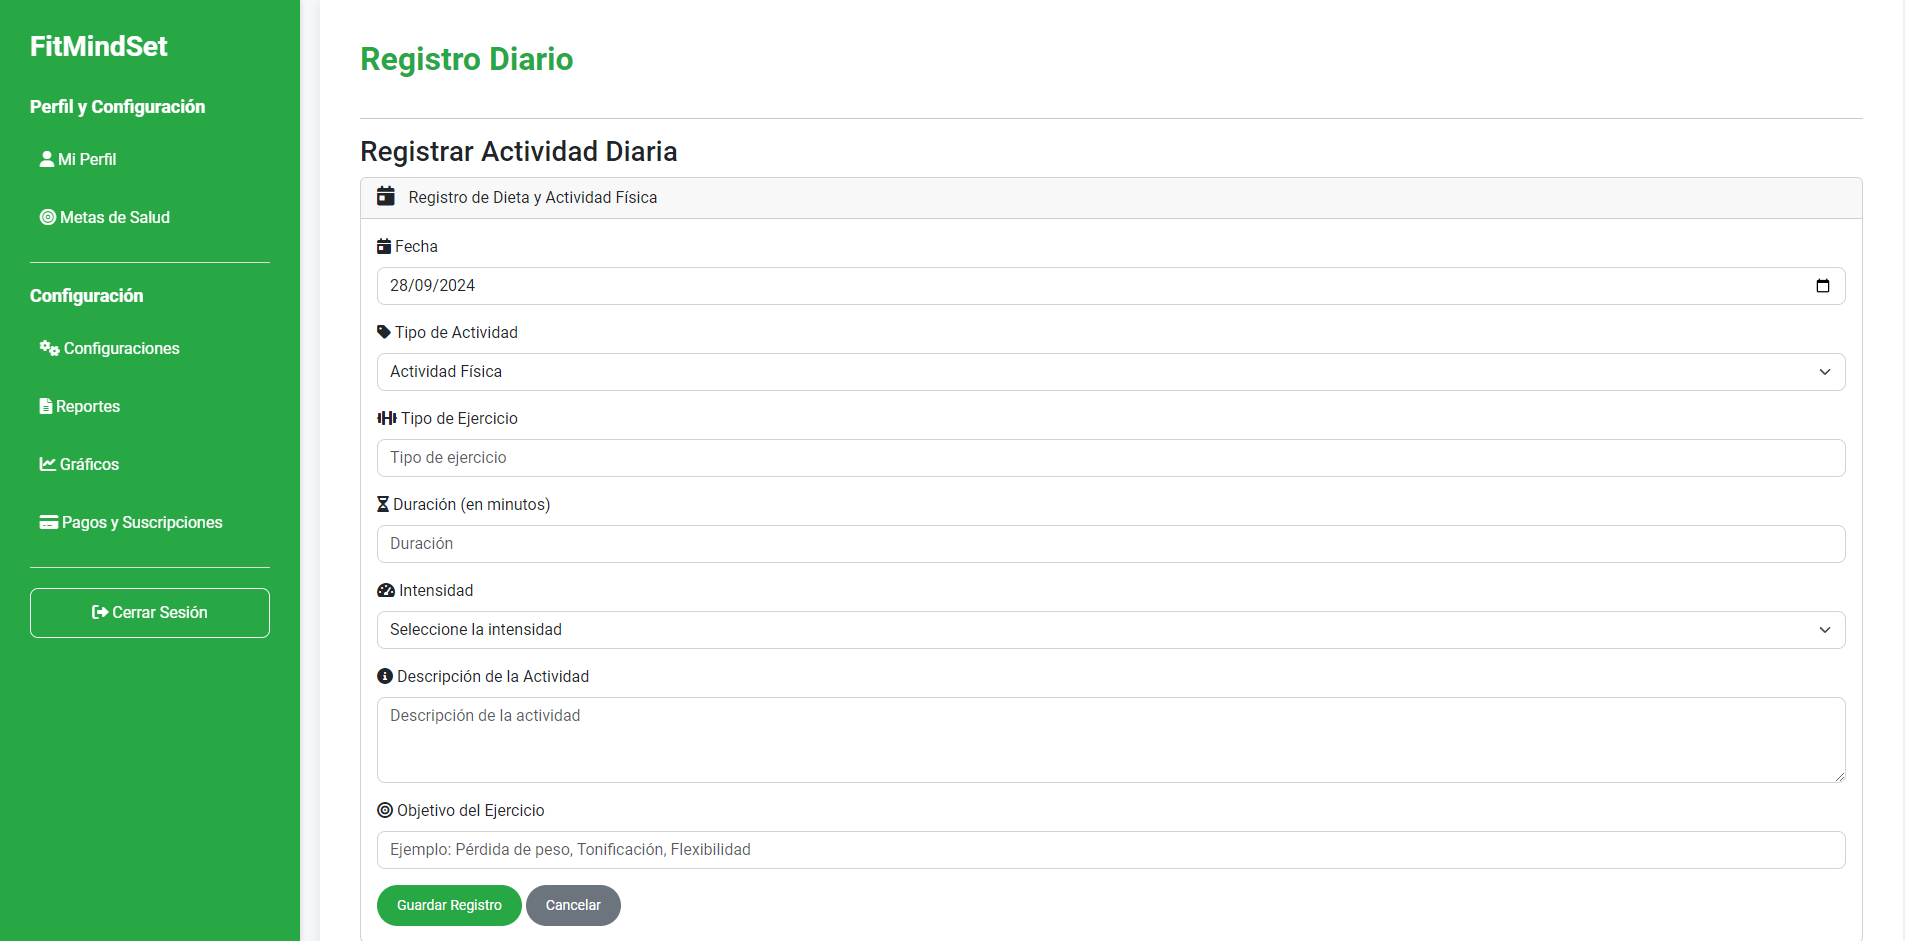 FitMindSet
Perfil y Configuración
Mi Perfil
Metas de Salud
Configuración
Configuraciones
Reportes
Gráficos
Pagos y Suscripciones
Cerrar Sesión
Registro Diario
Registrar Actividad Diaria
Registro de Dieta y Actividad Física
Fecha
28/09/2024
Tipo de Actividad
Actividad Física
Tipo de Ejercicio
Tipo de ejercicio
Duración (en minutos)
Duración
Intensidad
Seleccione la intensidad
Descripción de la Actividad
Descripción de la actividad
Objetivo del Ejercicio
Ejemplo: Pérdida de peso, Tonificación, Flexibilidad
Guardar Registro
Cancelar